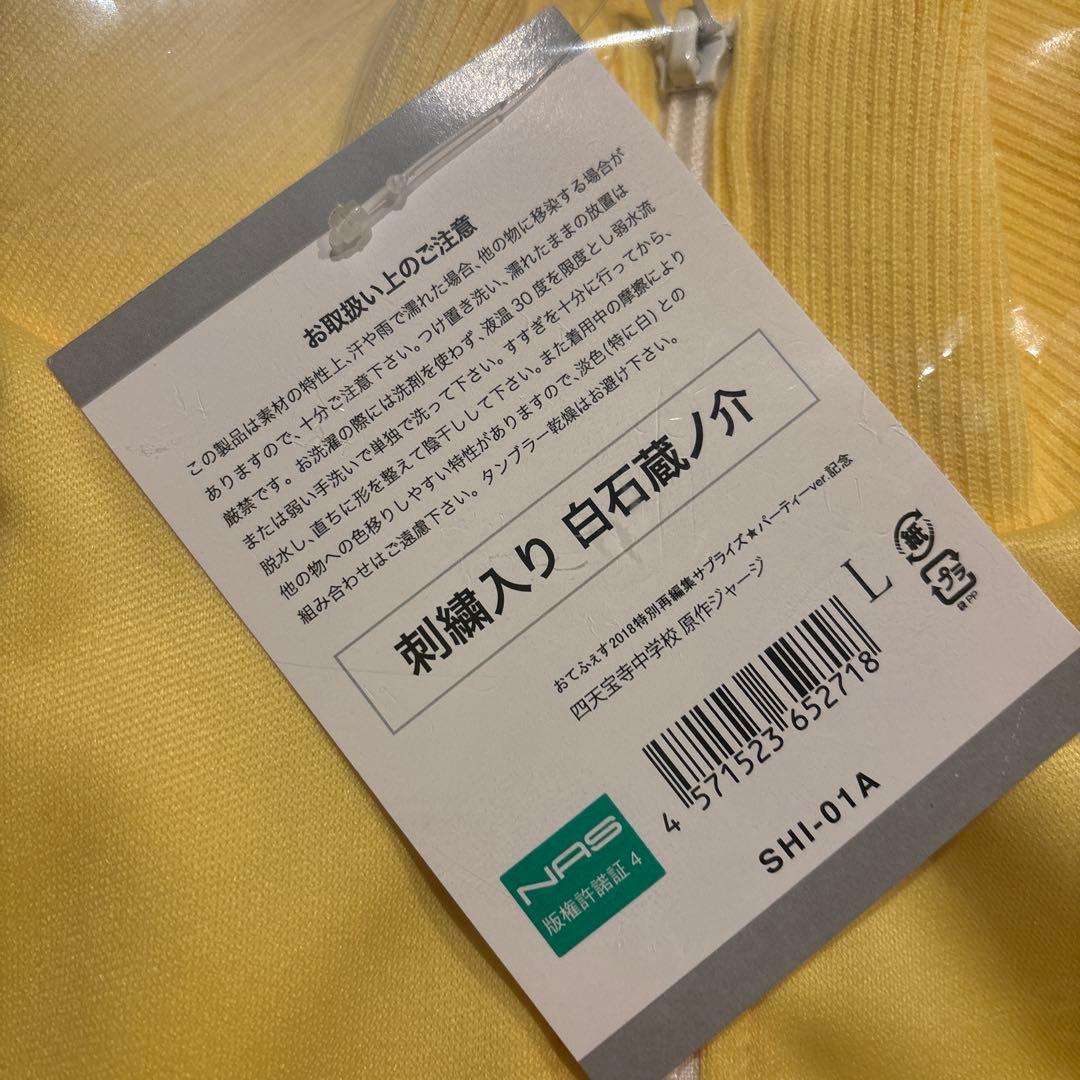 お取扱い上のご注意
この製品は素材の特性上、汗や雨で濡れた場合、他の物に移染する場合が
ありますので、十分ご注意下さい。つけ置き洗い、濡れたままの放置は
厳禁です。お洗濯の際には洗剤を使わず、液温30度を限度とし弱水流
または弱い手洗いで単独で洗って下さい。すすぎを十分に行ってから、
脱水し、直ちに形を整えて陰干しして下さい。また着用中の摩擦により
他の物への色移りしやすい特性がありますので、淡色(特に白)との
組み合わせはご遠慮下さい。タンブラー乾燥はお避け下さい。
刺繍入り 白石蔵ノ介
おてふぇす2018特別再編集サプライズ★パーティーver.記念
四天宝寺中学校 原作ジャージ
L
紙
プラ
袋PP
4 571523 652718
SHI-01A
NAS
版権許諾証 4